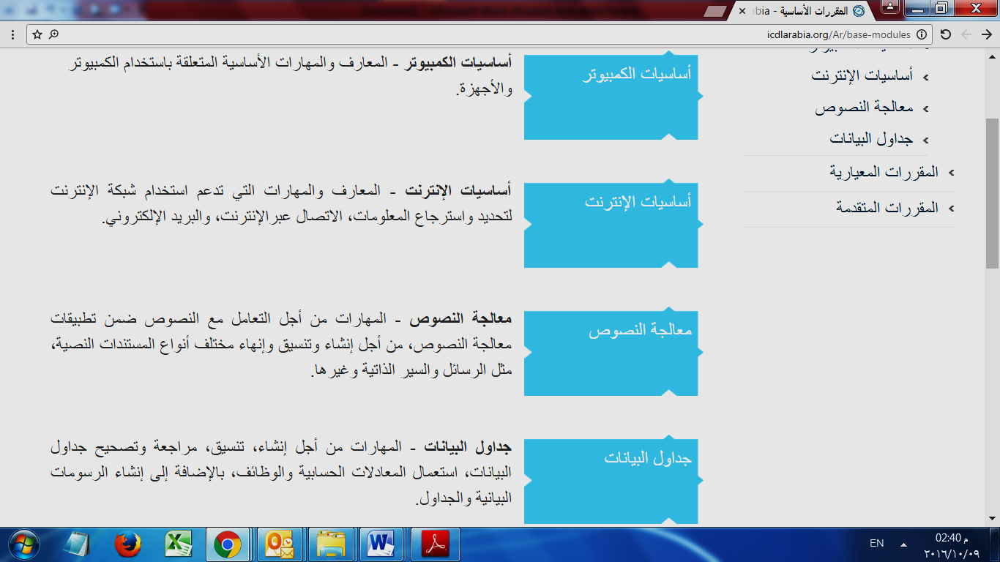 المقررات الأساسية - bia
icdlarabia.org/Ar/base-modules
أساسيات الإنترنت
معالجة النصوص
جداول البيانات
المقررات المعيارية
المقررات المتقدمة
أساسيات الكمبيوتر
أساسيات الكمبيوتر - المعارف والمهارات الأساسية المتعلقة باستخدام الكمبيوتر
والأجهزة.
أساسيات الإنترنت
أساسيات الإنترنت - المعارف والمهارات التي تدعم استخدام شبكة الإنترنت
لتحديد واسترجاع المعلومات، الاتصال عبرالإنترنت، والبريد الإلكتروني.
معالجة النصوص
معالجة النصوص - المهارات من أجل التعامل مع النصوص ضمن تطبيقات
معالجة النصوص، من أجل إنشاء وتنسيق وإنهاء مختلف أنواع المستندات النصية،
مثل الرسائل والسير الذاتية وغيرها.
جداول البيانات
جداول البيانات - المهارات من أجل إنشاء، تنسيق، مراجعة وتصحيح جداول
البيانات، استعمال المعادلات الحسابية والوظائف، بالإضافة إلى إنشاء الرسومات
البيانية والجداول.
EN
02:40 م
٢٠١٦/١٠/٠٩